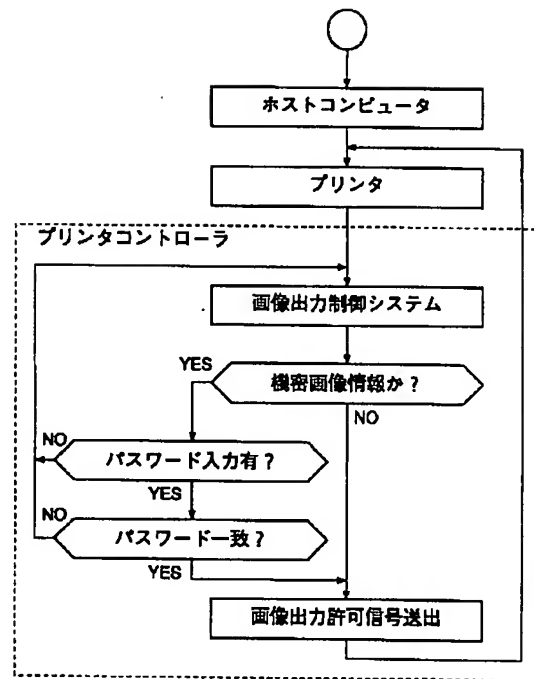 ホストコンピュータ
プリンタ
プリンタコントローラ
画像出力制御システム
YES
機密画像情報か？
NO
NO
パスワード入力有？
YES
NO
パスワード一致？
YES
画像出力許可信号送出